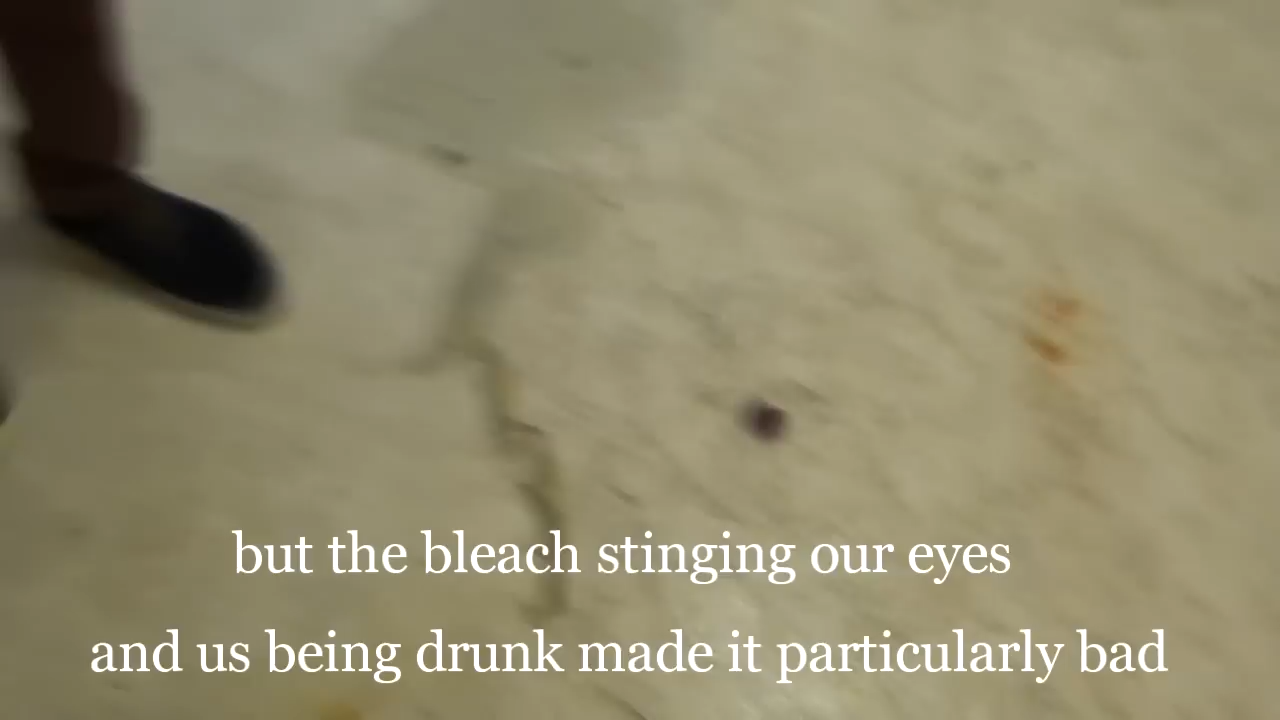 but the bleach stinging our eyes
and us being drunk made it particularly bad